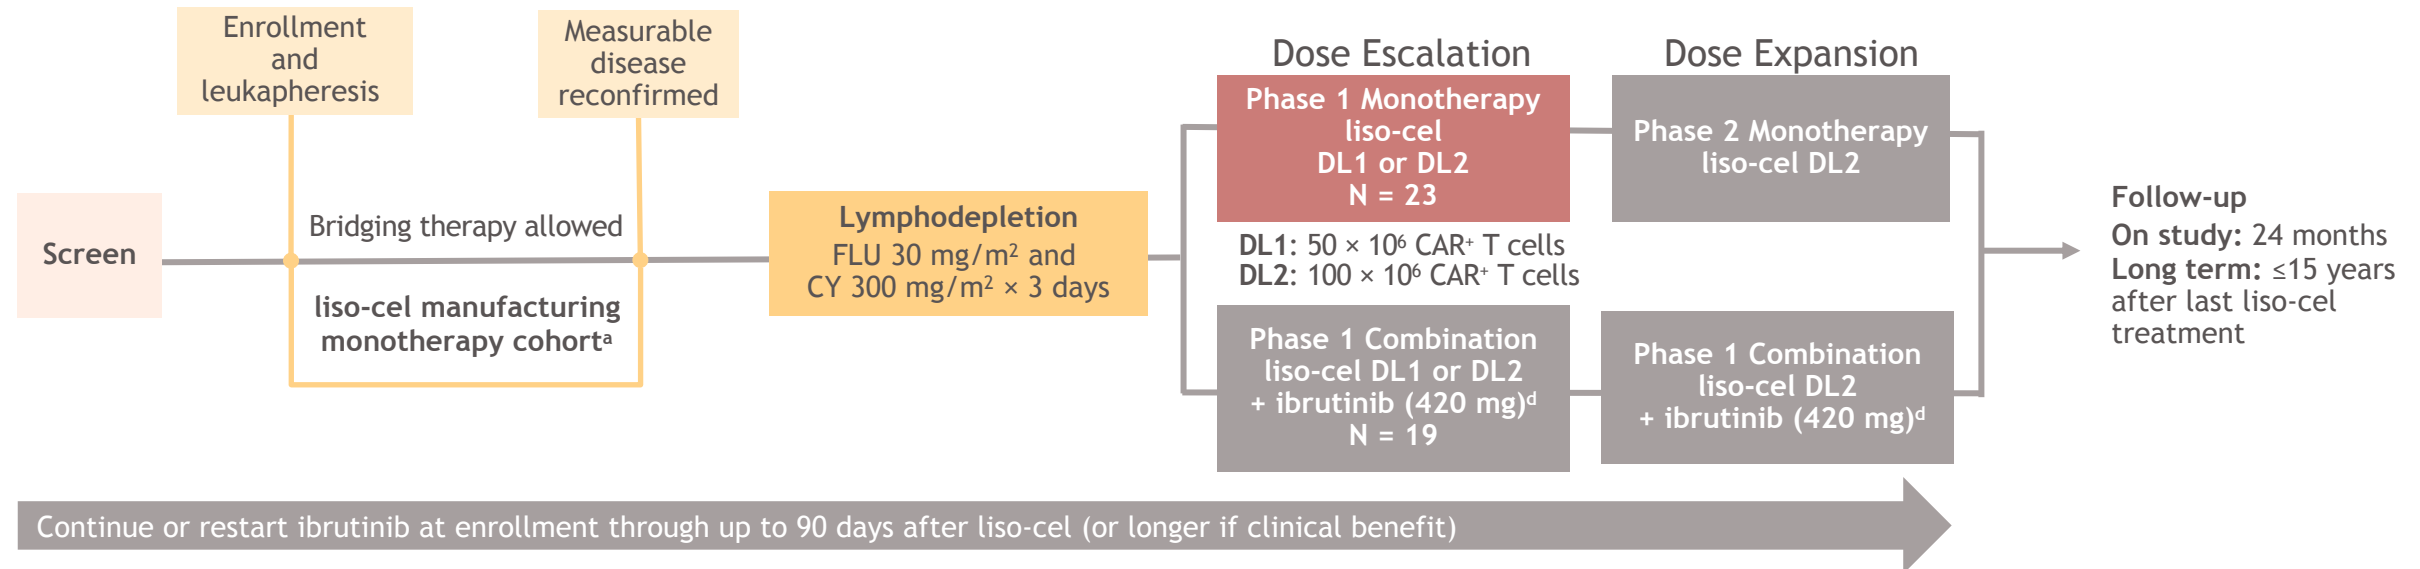 Enrollment
and
leukapheresis
Measurable
disease
reconfirmed
Screen
Bridging therapy allowed
liso-cel manufacturing
monotherapy cohortᵃ
Lymphodepletion
FLU 30 mg/m² and
CY 300 mg/m² × 3 days
Dose Escalation
Phase 1 Monotherapy
liso-cel
DL1 or DL2
N = 23
DL1: 50 × 10⁶ CAR⁺ T cells
DL2: 100 × 10⁶ CAR⁺ T cells
Phase 1 Combination
liso-cel DL1 or DL2
+ ibrutinib (420 mg)ᵈ
N = 19
Dose Expansion
Phase 2 Monotherapy
liso-cel DL2
Phase 1 Combination
liso-cel DL2
+ ibrutinib (420 mg)ᵈ
Follow-up
On study: 24 months
Long term: ≤15 years
after last liso-cel
treatment
Continue or restart ibrutinib at enrollment through up to 90 days after liso-cel (or longer if clinical benefit)